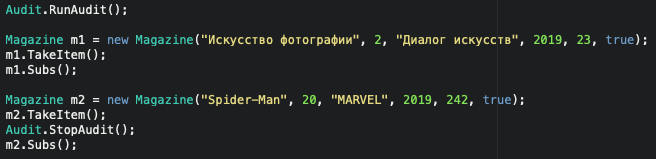 Audit.RunAudit();
Magazine m1 = new Magazine("Искусство фотографии", 2, "Диалог искусств", 2019, 23, true);
m1.TakeItem();
m1.Subs();
Magazine m2 = new Magazine("Spider-Man", 20, "MARVEL", 2019, 242, true);
m2.TakeItem();
Audit.StopAudit();
m2.Subs();